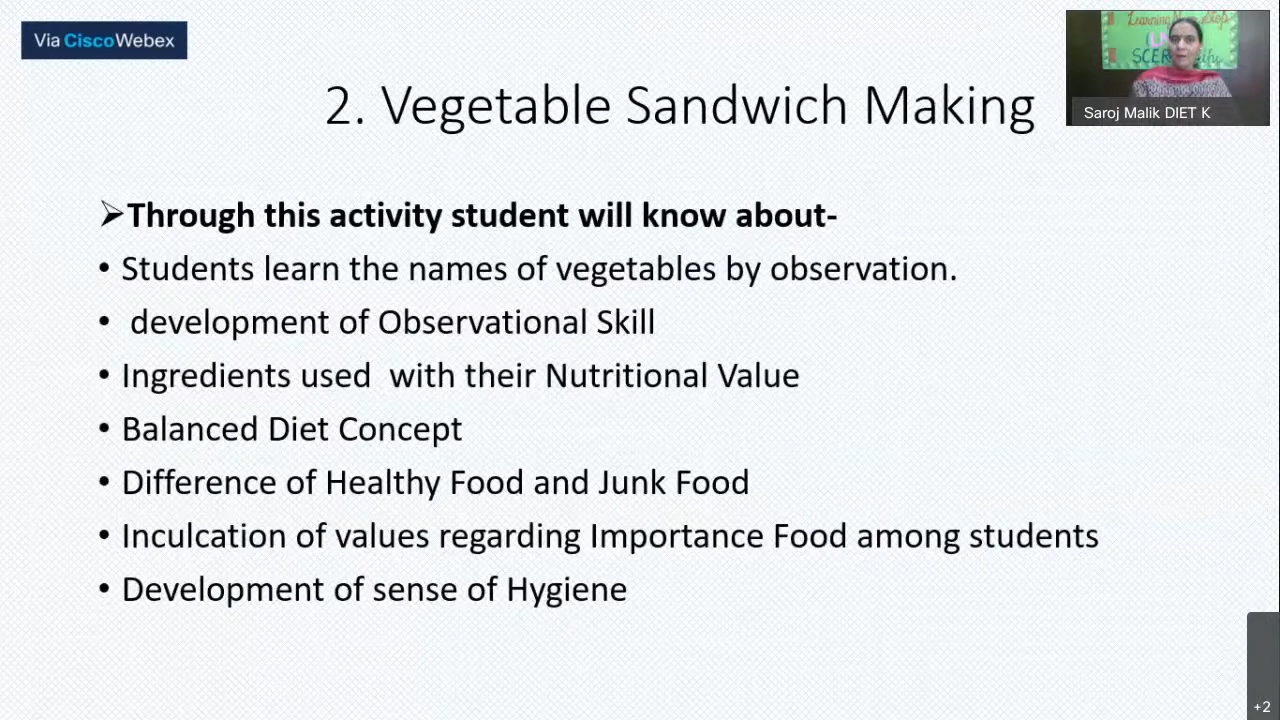 Via Cisco Webex
2. Vegetable Sandwich Making
Saroj Malik DIET K
➢Through this activity student will know about-
• Students learn the names of vegetables by observation.
• development of Observational Skill
• Ingredients used with their Nutritional Value
• Balanced Diet Concept
• Difference of Healthy Food and Junk Food
• Inculcation of values regarding Importance Food among students
• Development of sense of Hygiene
+2